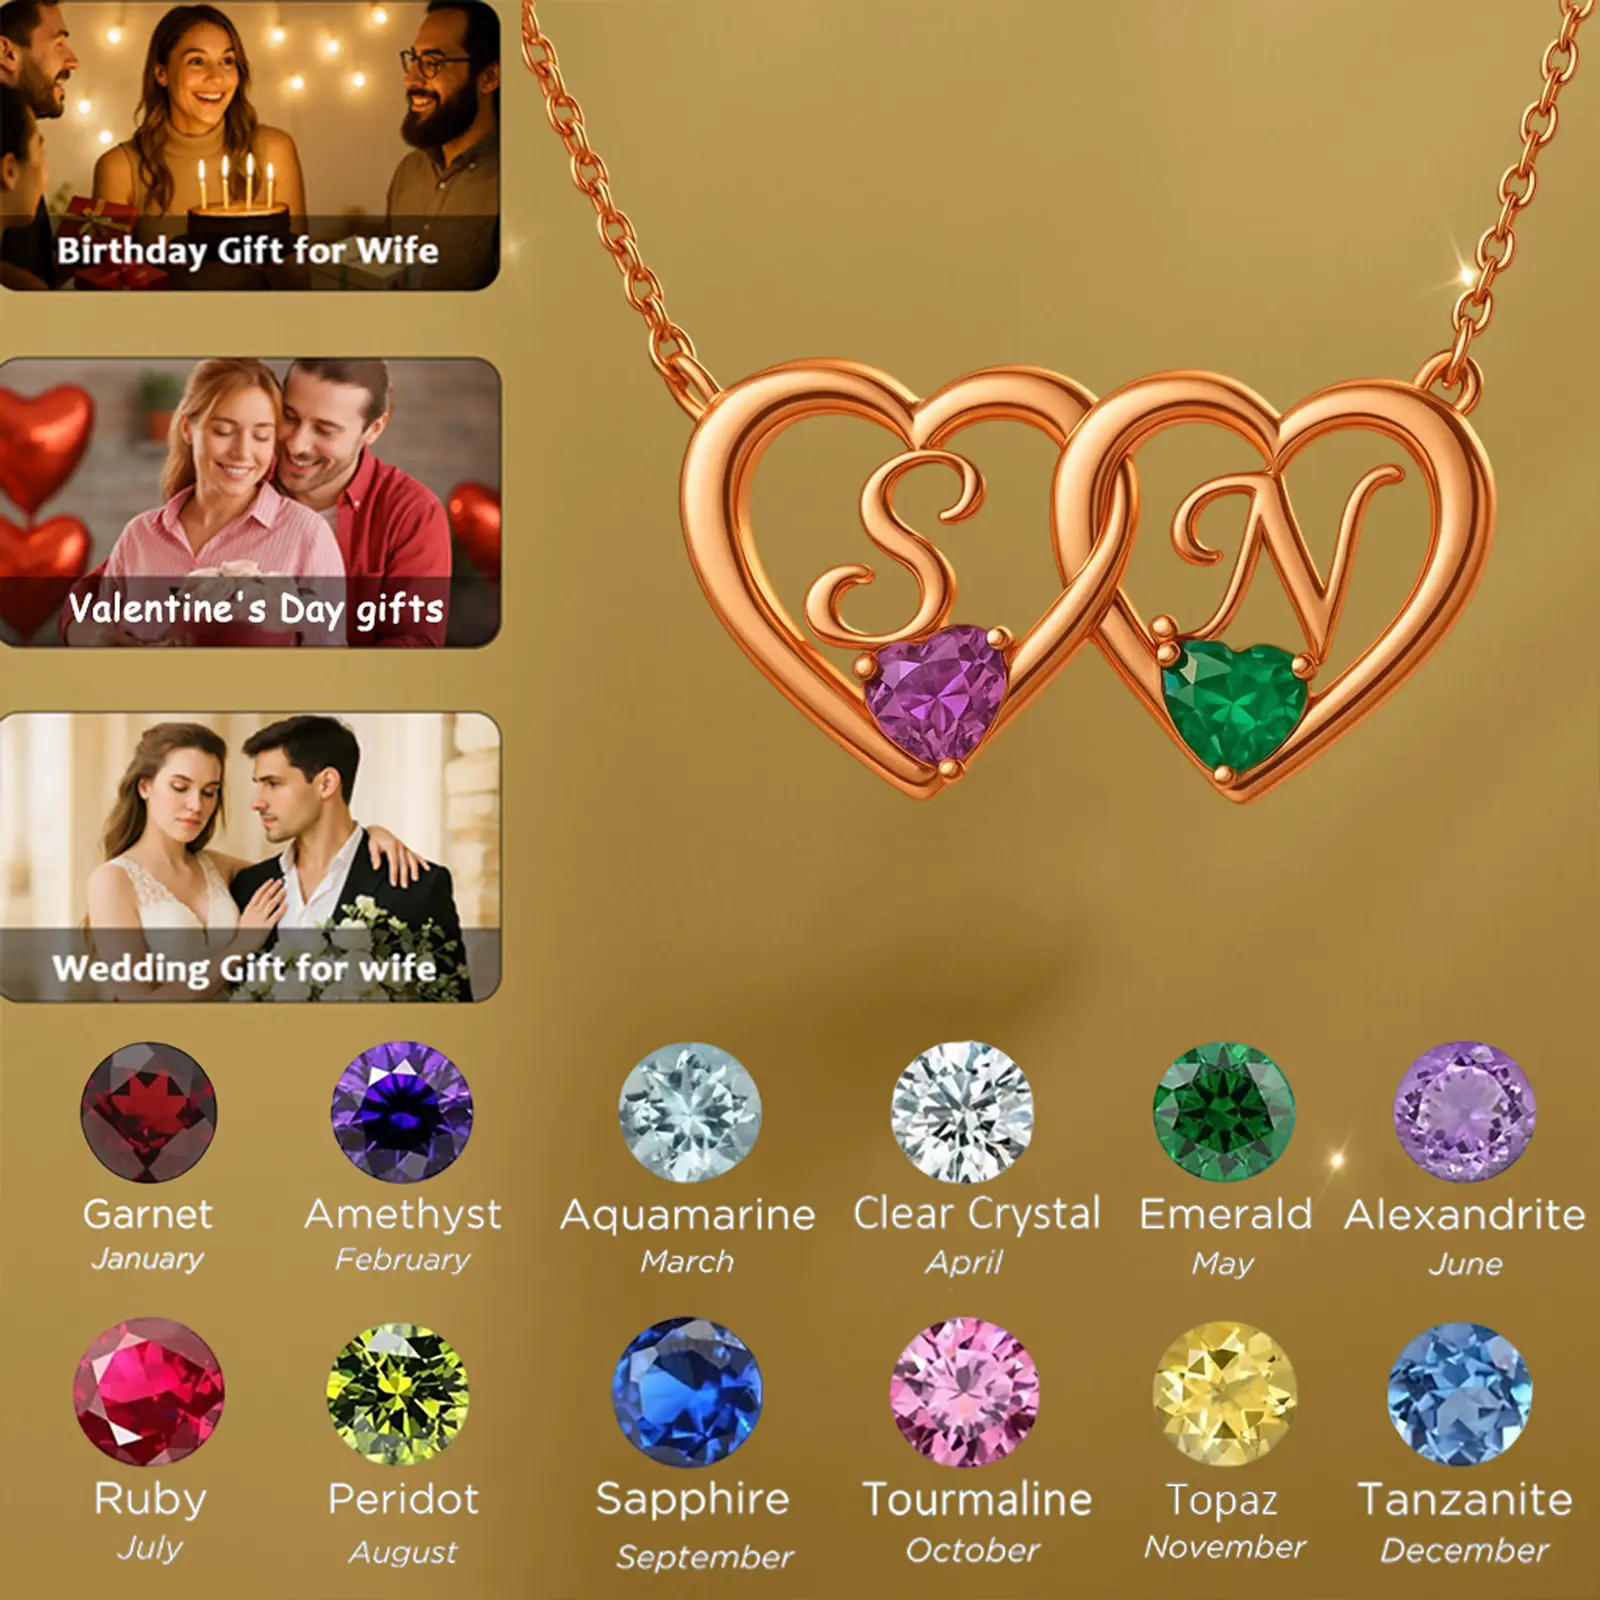 Birthday Gift for Wife
S N
Valentine's Day gifts
Wedding Gift for wife
Garnet Amethyst Aquamarine Clear Crystal Emerald Alexandrite
January February March April May June
Ruby Peridot Sapphire Tourmaline Topaz Tanzanite
July August September October November December